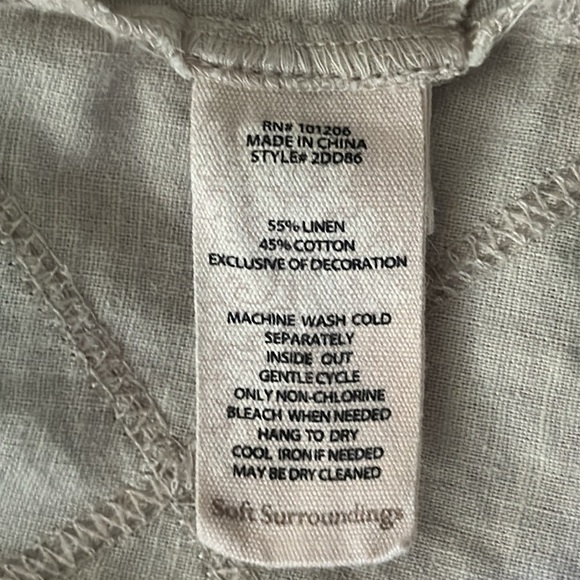 RN# 101206
MADE IN CHINA
STYLE# 2DD86
55% LINEN
45% COTTON
EXCLUSIVE OF DECORATION
MACHINE WASH COLD
SEPARATELY
INSIDE OUT
GENTLE CYCLE
ONLY NON-CHLORINE
BLEACH WHEN NEEDED
HANG TO DRY
COOL IRON IF NEEDED
MAY BE DRY CLEANED
Soft Surroundings